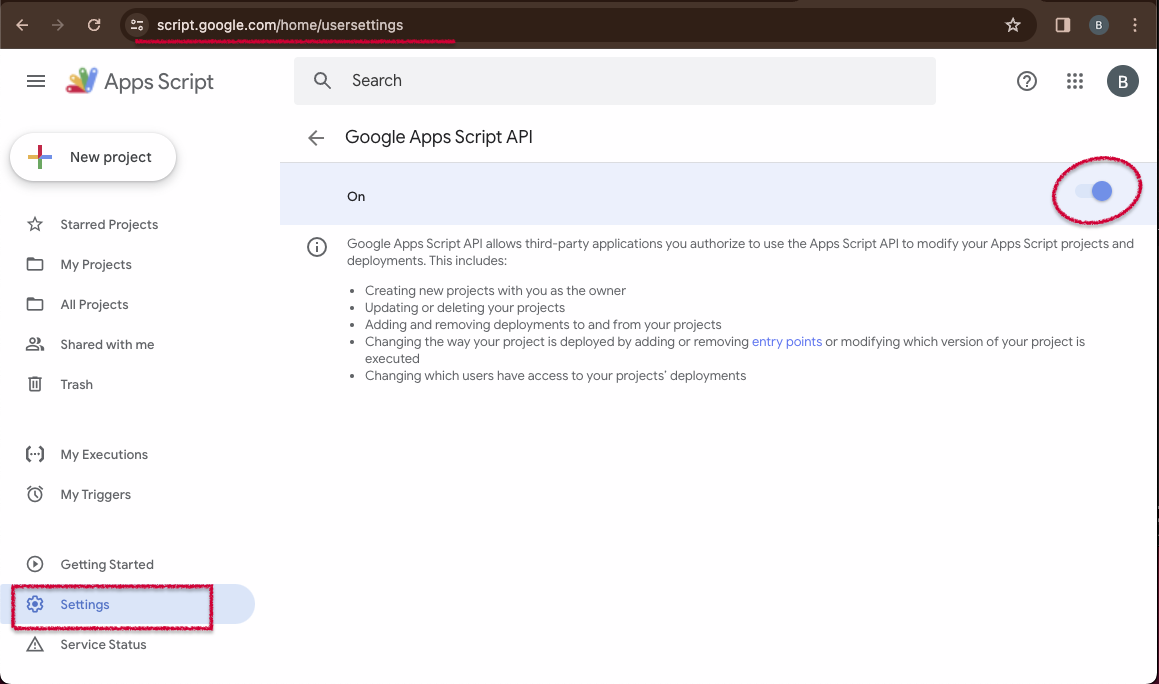 script.google.com/home/usersettings
B
Apps Script
Search
B
Google Apps Script API
New project
On
Starred Projects
My Projects
All Projects
Shared with me
Trash
My Executions
My Triggers
Getting Started
Settings
Service Status
Google Apps Script API allows third-party applications you authorize to use the Apps Script API to modify your Apps Script projects and
deployments. This includes:
Creating new projects with you as the owner
Updating or deleting your projects
Adding and removing deployments to and from your projects
Changing the way your project is deployed by adding or removing entry points or modifying which version of your project is
executed
Changing which users have access to your projects' deployments